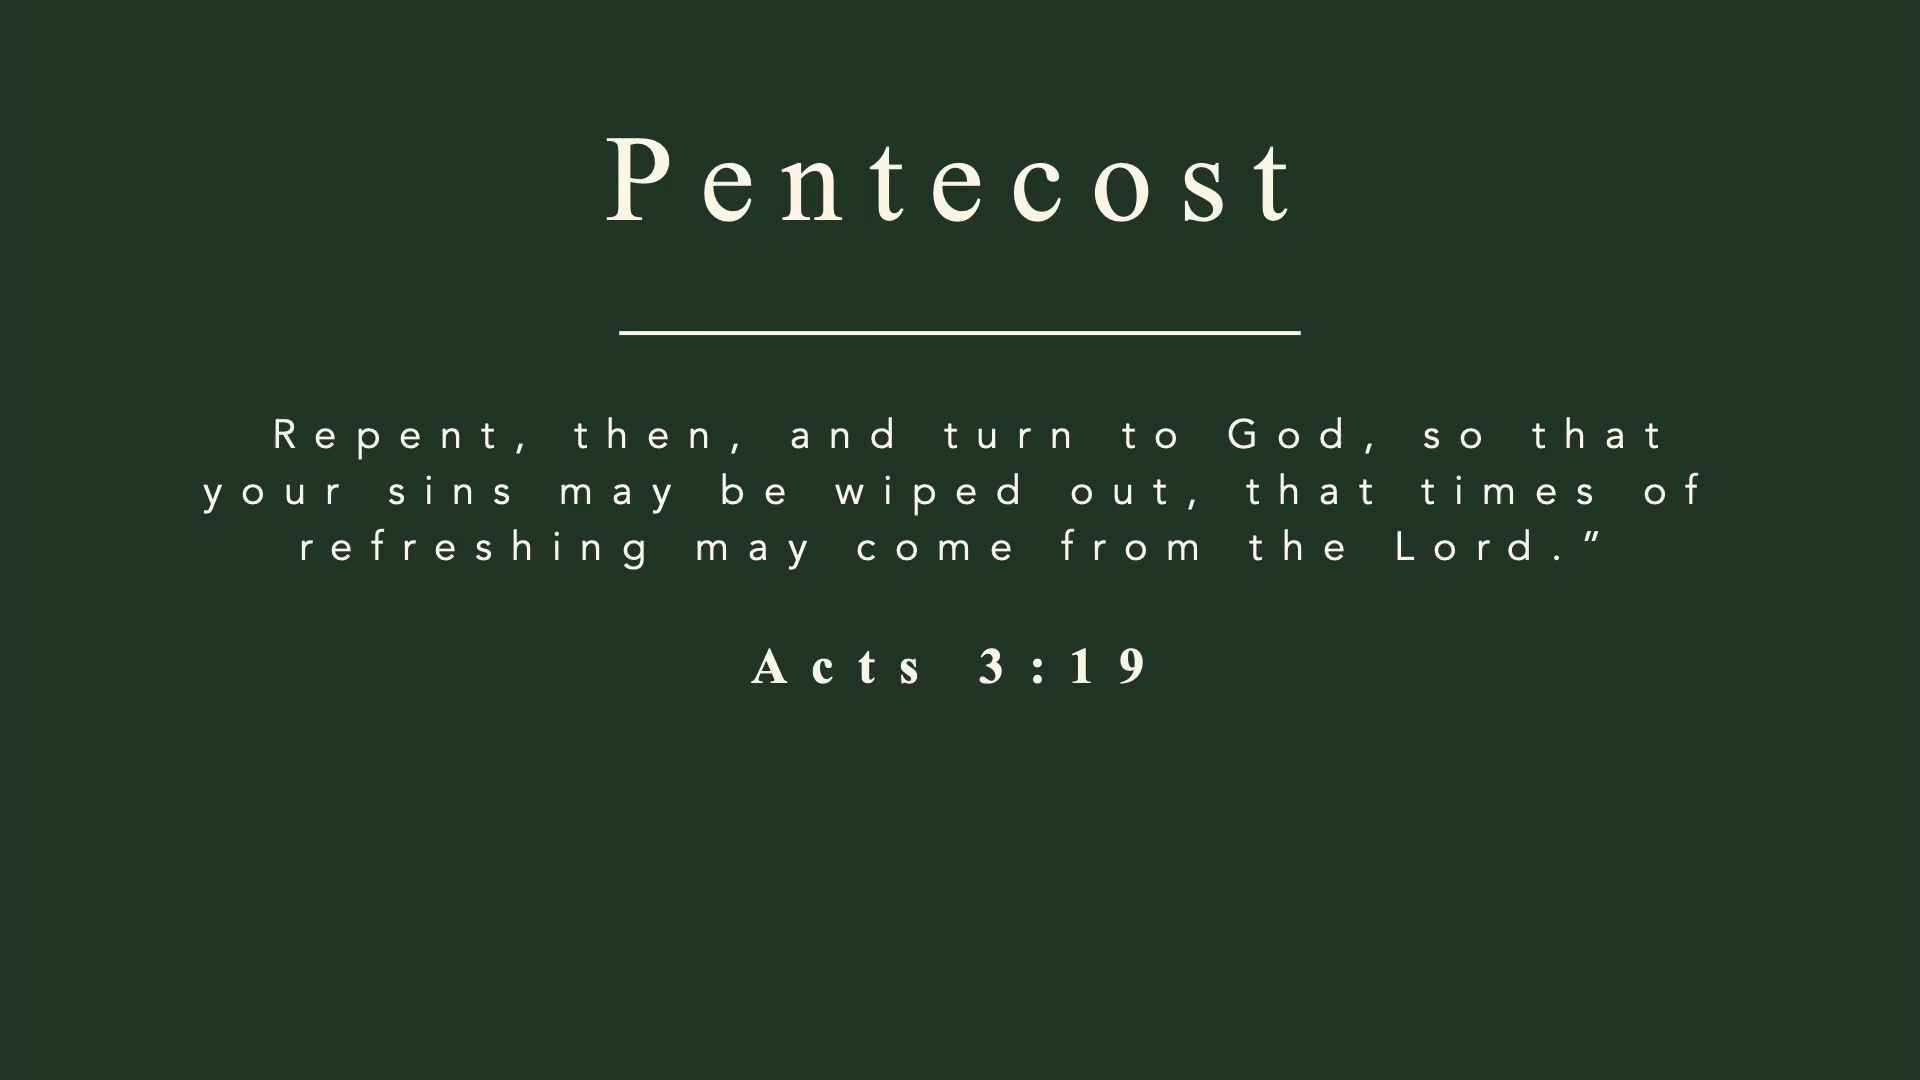 Pentecost
Repent, then, and turn to God, so that
your sins may be wiped out, that times of
refreshing may come from the Lord.”
Acts 3:19